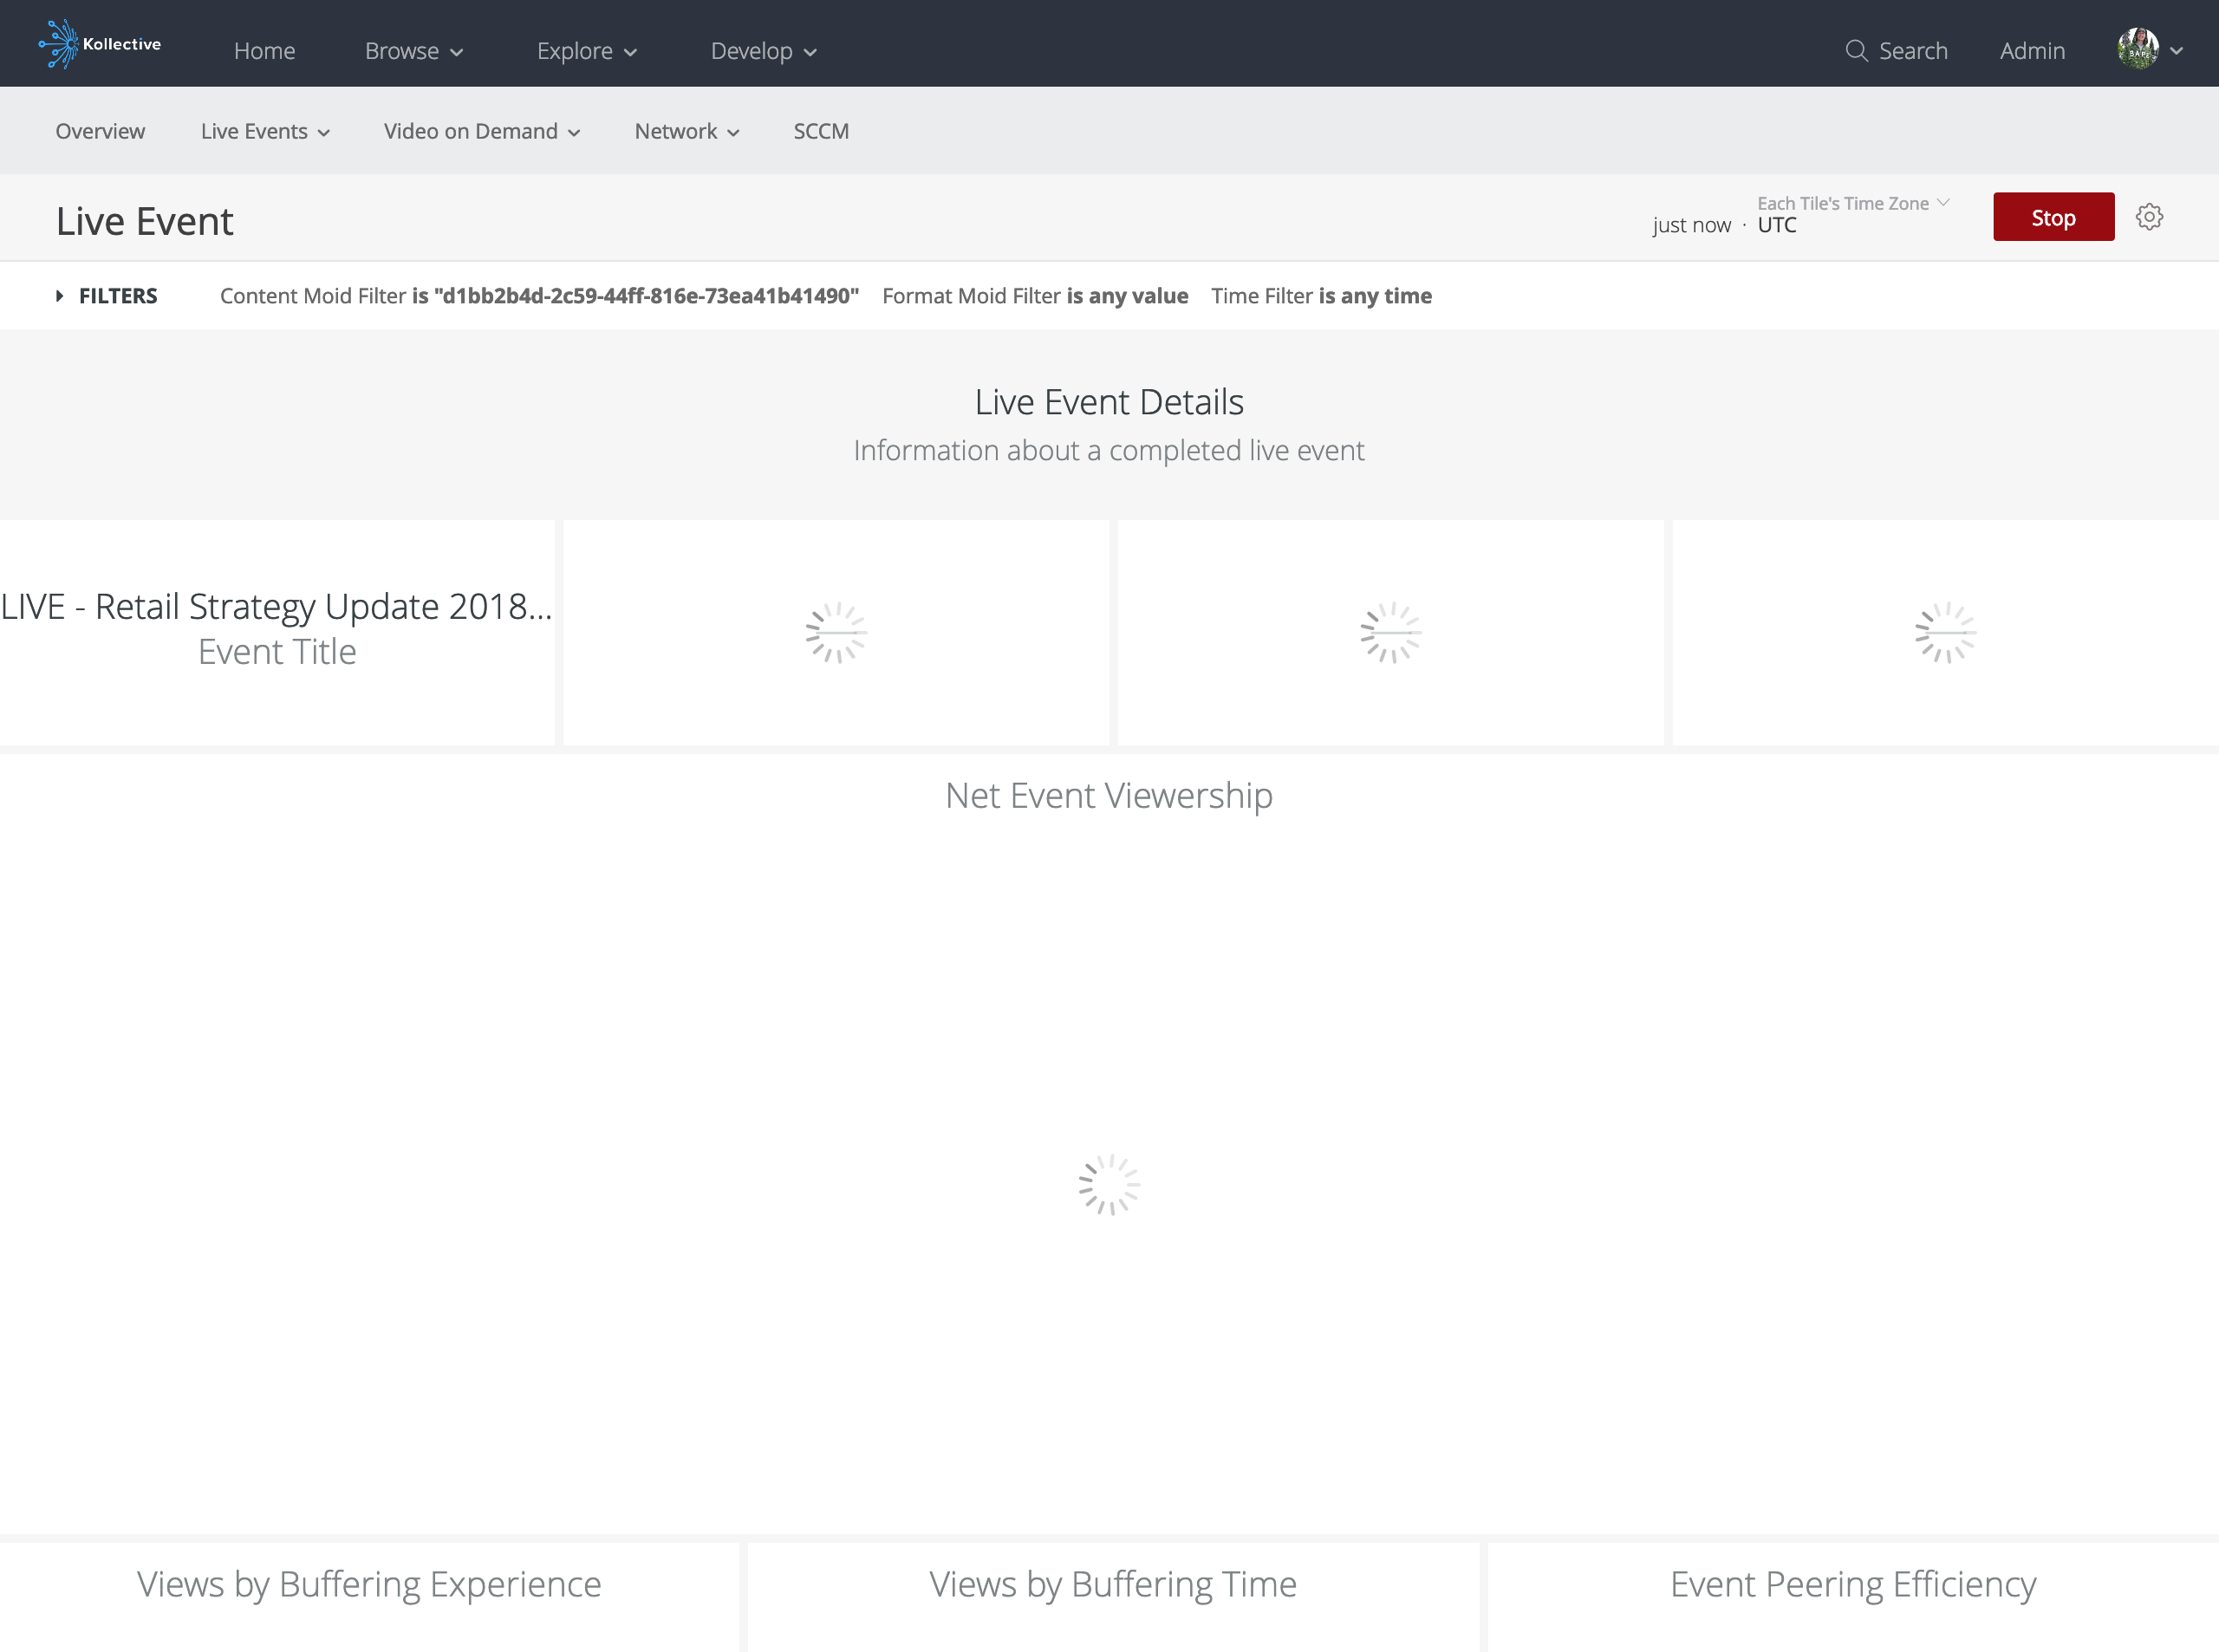 Kollective
Home Browse Explore Develop
Search Admin
Overview Live Events Video on Demand Network SCCM
Live Event
Each Tile's Time Zone
just now · UTC
Stop
FILTERS Content Moid Filter is "d1bb2b4d-2c59-44ff-816e-73ea41b41490" Format Moid Filter is any value Time Filter is any time
Live Event Details
Information about a completed live event
LIVE - Retail Strategy Update 2018...
Event Title
Net Event Viewership
Views by Buffering Experience
Views by Buffering Time
Event Peering Efficiency